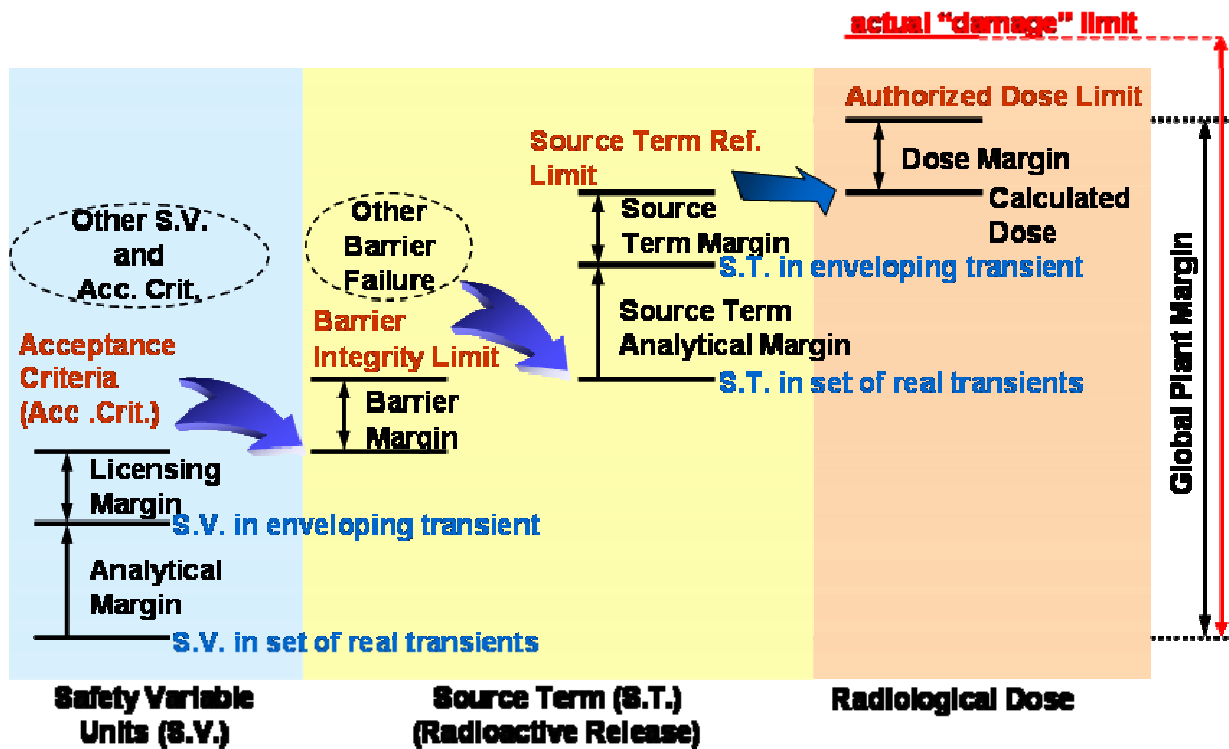 actual “damage” limit
Authorized Dose Limit
Dose Margin
Calculated
Dose
Source Term Ref.
Limit
Source
Term Margin
S.T. in enveloping transient
Source Term
Analytical Margin
S.T. in set of real transients
Other
Barrier
Failure
Barrier
Integrity Limit
Barrier
Margin
Other S.V.
and
Acc. Crit.
Acceptance
Criteria
(Acc .Crit.)
Licensing
Margin
S.V. in enveloping transient
Analytical
Margin
S.V. in set of real transients
Global Plant Margin
Safety Variable
Units (S.V.)
Source Term (S.T.)
(Radioactive Release)
Radiological Dose